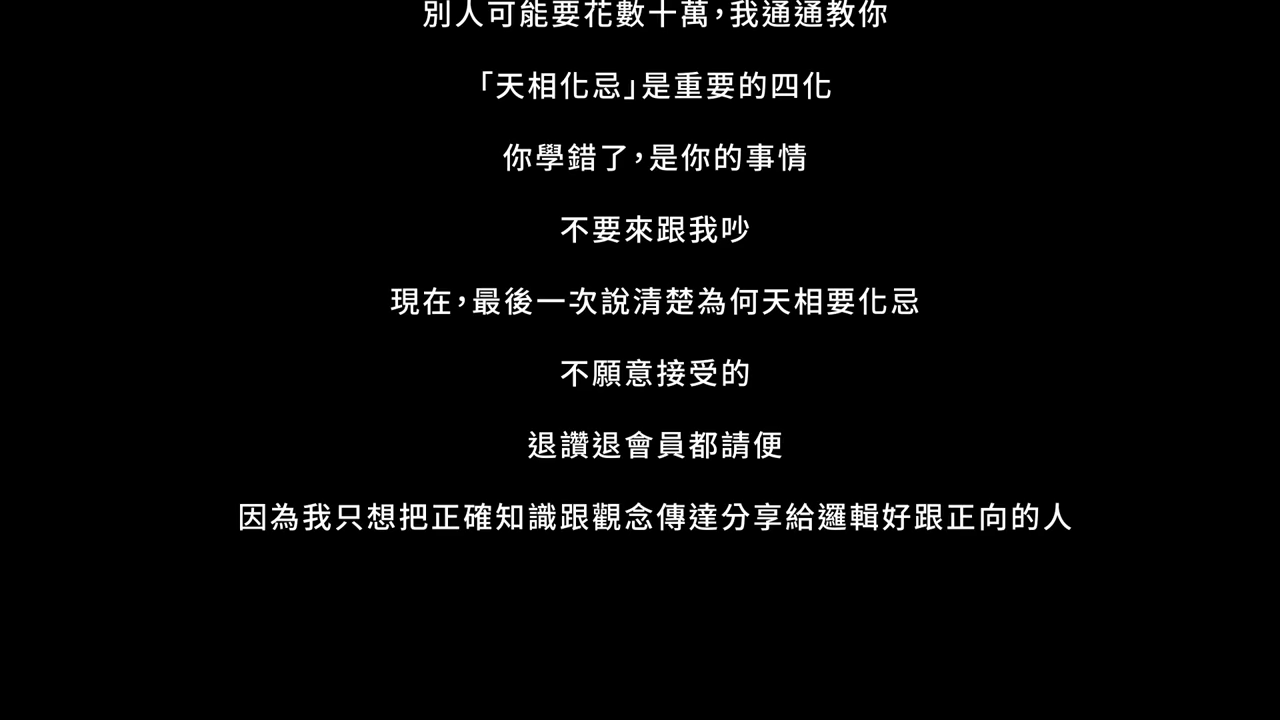 別人可能要花數十萬，我通通教你
「天相化忌」是重要的四化
你學錯了，是你的事情
不要來跟我吵
現在，最後一次說清楚為何天相要化忌
不願意接受的
退讚退會員都請便
因為我只想把正確知識跟觀念傳達分享給邏輯好跟正向的人